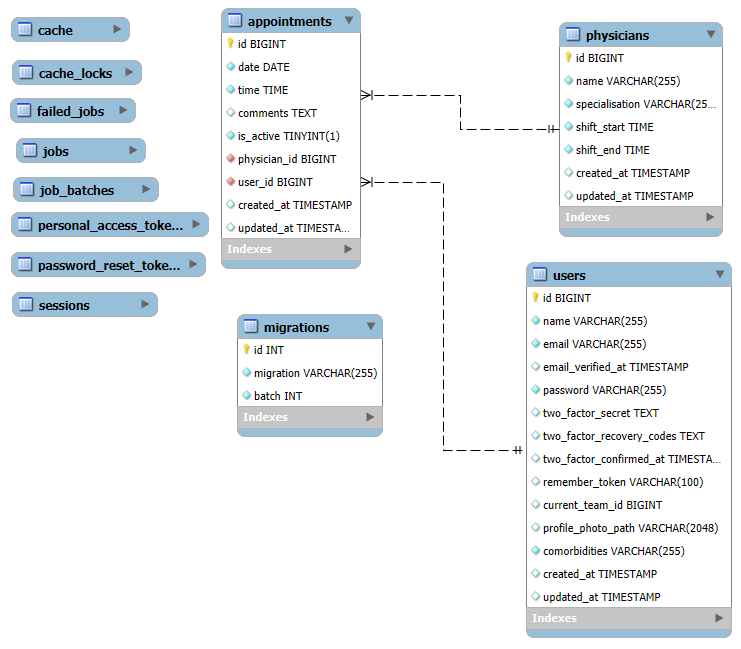 cache
cache_locks
failed_jobs
jobs
job_batches
personal_access_toke...
password_reset_toke...
sessions
appointments
id BIGINT
date DATE
time TIME
comments TEXT
is_active TINYINT(1)
physician_id BIGINT
user_id BIGINT
created_at TIMESTAMP
updated_at TIMESTA...
Indexes
migrations
id INT
migration VARCHAR(255)
batch INT
Indexes
physicians
id BIGINT
name VARCHAR(255)
specialisation VARCHAR(25...
shift_start TIME
shift_end TIME
created_at TIMESTAMP
updated_at TIMESTAMP
Indexes
users
id BIGINT
name VARCHAR(255)
email VARCHAR(255)
email_verified_at TIMESTAMP
password VARCHAR(255)
two_factor_secret TEXT
two_factor_recovery_codes TEXT
two_factor_confirmed_at TIMESTA...
remember_token VARCHAR(100)
current_team_id BIGINT
profile_photo_path VARCHAR(2048)
comorbidities VARCHAR(255)
created_at TIMESTAMP
updated_at TIMESTAMP
Indexes